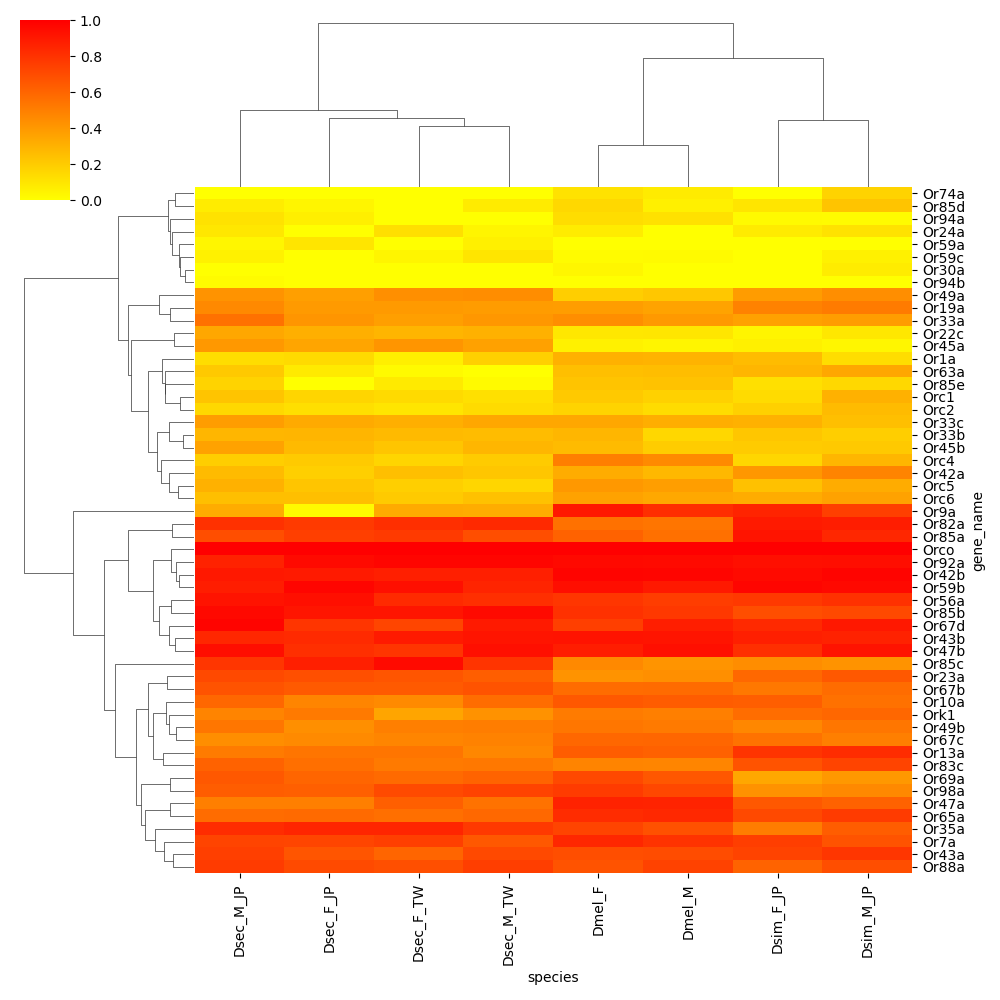 1.0
0.8
0.6
0.4
0.2
0.0
Or74a
Or85d
Or94a
Or24a
Or59a
Or59c
Or30a
Or94b
Or49a
Or19a
Or33a
Or22c
Or45a
Or1a
Or63a
Or85e
Orc1
Orc2
Or33c
Or33b
Or45b
Orc4
Or42a
Orc5
Orc6
Or9a
Or82a
Or85a
Orco
Or92a
Or42b
Or59b
Or56a
Or85b
Or67d
Or43b
Or47b
Or85c
Or23a
Or67b
Or10a
Ork1
Or49b
Or67c
Or13a
Or83c
Or69a
Or98a
Or47a
Or65a
Or35a
Or7a
Or43a
Or88a
gene_name
Dsec_M_JP
Dsec_F_JP
Dsec_F_TW
Dsec_M_TW
Dmel_F
Dmel_M
Dsim_F_JP
Dsim_M_JP
species